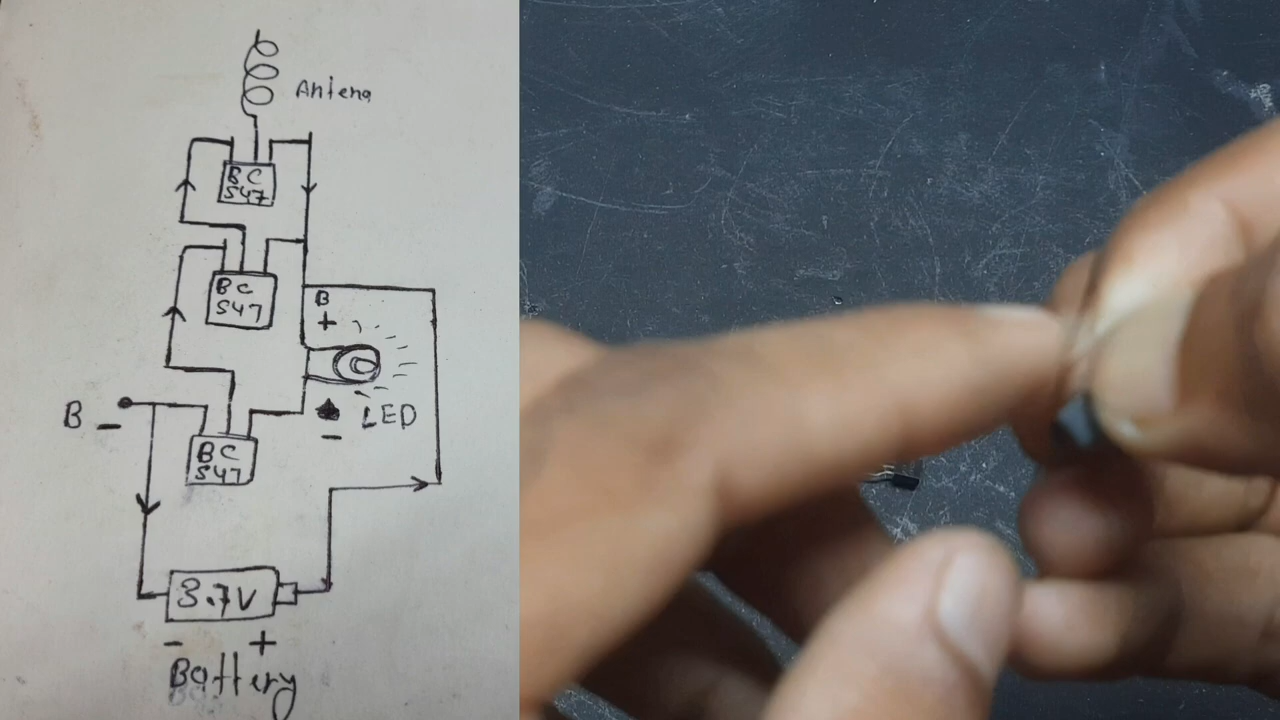 Antena
BC
547
BC
547
B
+
B
-
LED
-
BC
547
3.7V
- +
Battery